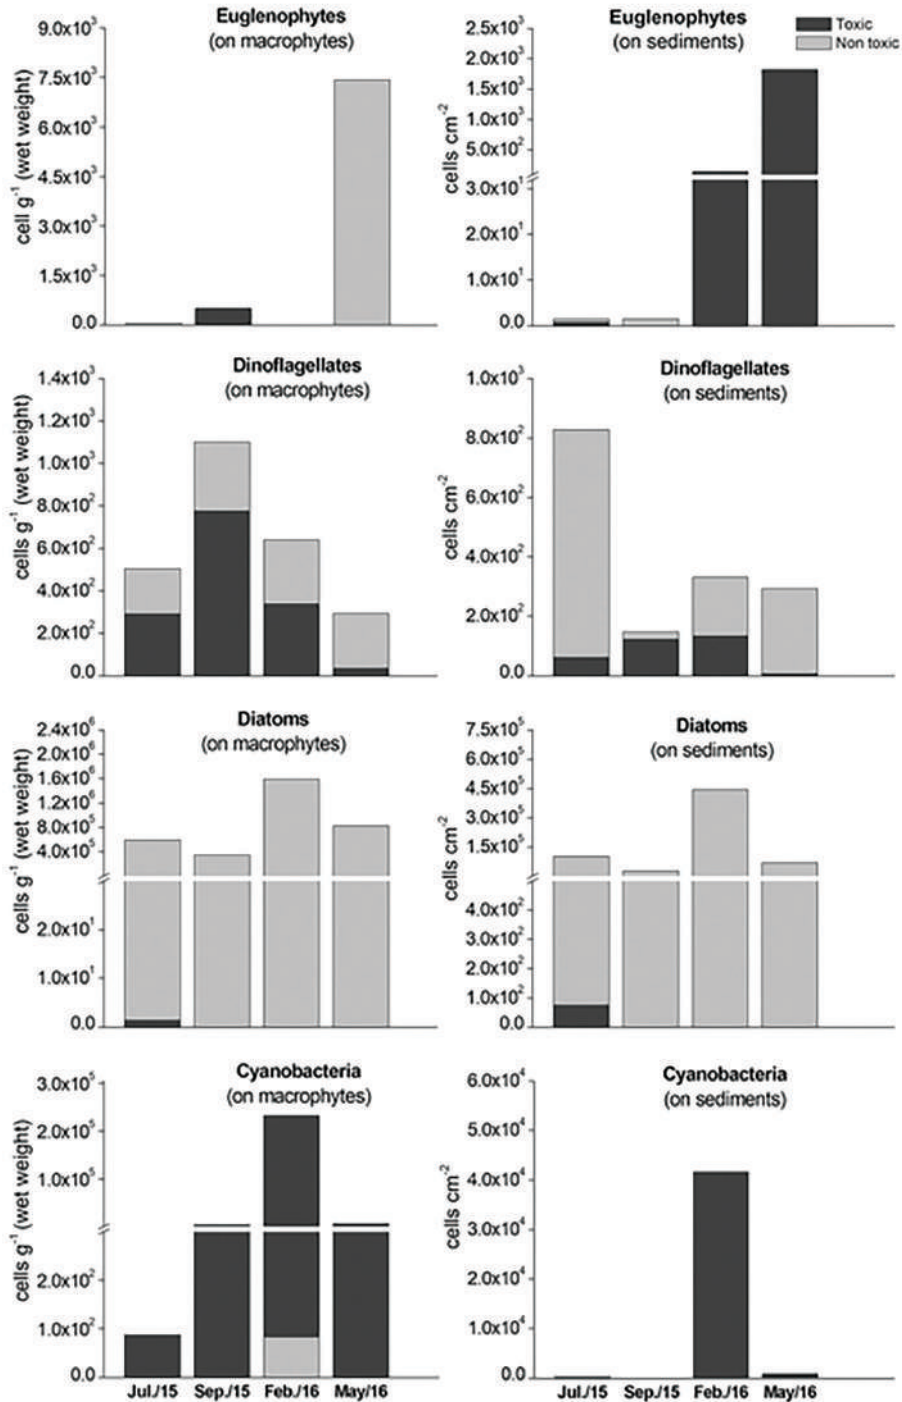 Euglenophytes
(on macrophytes)
cell g⁻¹ (wet weight)
9.0x10³
7.5x10³
6.0x10³
4.5x10³
3.0x10³
1.5x10³
0.0
Euglenophytes
(on sediments)
Toxic
Non toxic
cells cm⁻²
2.5x10³
2.0x10³
1.5x10³
1.0x10³
5.0x10²
3.0x10¹
2.0x10¹
1.0x10¹
0.0
Dinoflagellates
(on macrophytes)
cells g⁻¹ (wet weight)
1.4x10³
1.2x10³
1.0x10³
8.0x10²
6.0x10²
4.0x10²
2.0x10²
0.0
Dinoflagellates
(on sediments)
cells cm⁻²
1.0x10³
8.0x10²
6.0x10²
4.0x10²
2.0x10²
0.0
Diatoms
(on macrophytes)
cells g⁻¹ (wet weight)
2.4x10⁶
2.0x10⁶
1.6x10⁶
1.2x10⁶
8.0x10⁵
4.0x10⁵
2.0x10¹
1.0x10¹
0.0
Diatoms
(on sediments)
cells cm⁻²
7.5x10⁵
6.0x10⁵
4.5x10⁵
3.0x10⁵
1.5x10⁵
4.0x10²
3.0x10²
2.0x10²
1.0x10²
0.0
Cyanobacteria
(on macrophytes)
cells g⁻¹ (wet weight)
3.0x10⁵
2.0x10⁵
1.0x10⁵
2.0x10²
1.0x10²
0.0
Jul./15 Sep./15 Feb./16 May/16
Cyanobacteria
(on sediments)
cells cm⁻²
6.0x10⁴
5.0x10⁴
4.0x10⁴
3.0x10⁴
2.0x10⁴
1.0x10⁴
0.0
Jul./15 Sep./15 Feb./16 May/16